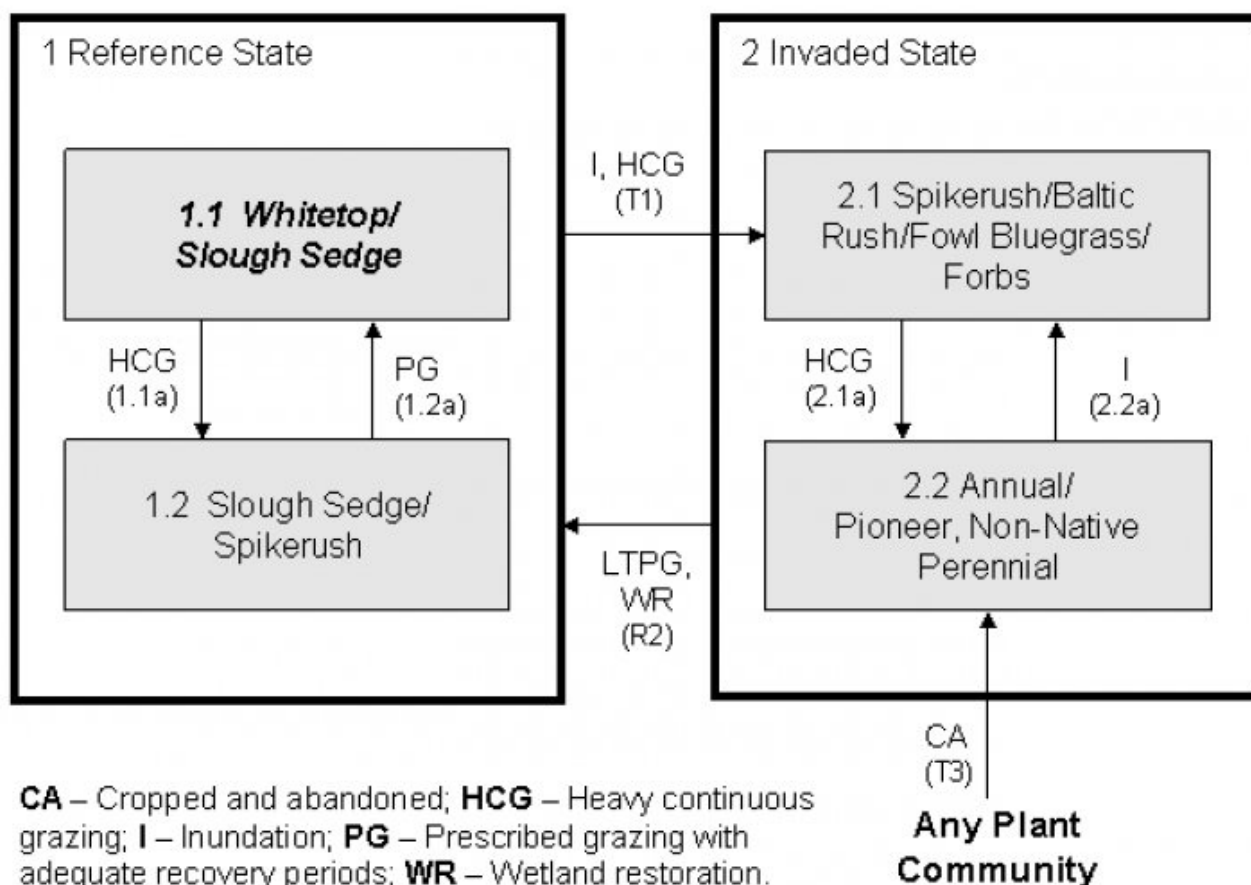 1 Reference State
1.1 Whitetop/
Slough Sedge
HCG
(1.1a)
PG
(1.2a)
1.2 Slough Sedge/
Spikerush
I, HCG
(T1)
LTPG,
WR
(R2)
2 Invaded State
2.1 Spikerush/Baltic
Rush/Fowl Bluegrass/
Forbs
HCG
(2.1a)
I
(2.2a)
2.2 Annual/
Pioneer, Non-Native
Perennial
CA
(T3)
Any Plant
Community
CA – Cropped and abandoned; HCG – Heavy continuous
grazing; I – Inundation; PG – Prescribed grazing with
adequate recovery periods; WR – Wetland restoration.